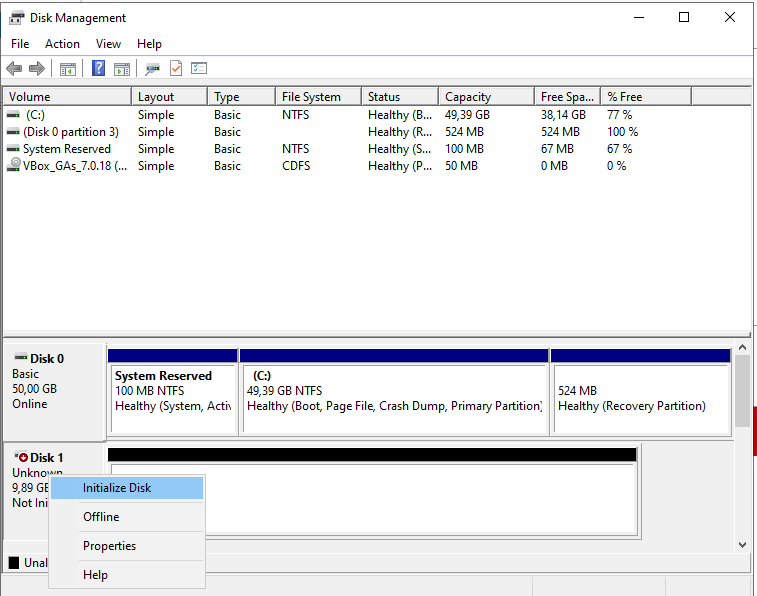 Disk Management
File Action View Help
Volume Layout Type File System Status Capacity Free Spa... % Free
(C:) Simple Basic NTFS Healthy (B... 49,39 GB 38,14 GB 77 %
(Disk 0 partition 3) Simple Basic Healthy (R... 524 MB 524 MB 100 %
System Reserved Simple Basic NTFS Healthy (S... 100 MB 67 MB 67 %
VBox_GAs_7.0.18 (... Simple Basic CDFS Healthy (P... 50 MB 0 MB 0 %
Disk 0
Basic
50,00 GB
Online
System Reserved
100 MB NTFS
Healthy (System, Activ
(C:)
49,39 GB NTFS
Healthy (Boot, Page File, Crash Dump, Primary Partition)
524 MB
Healthy (Recovery Partition)
Disk 1
Unknown
9,89 GB
Not Ini
Initialize Disk
Offline
Properties
Help
Unal